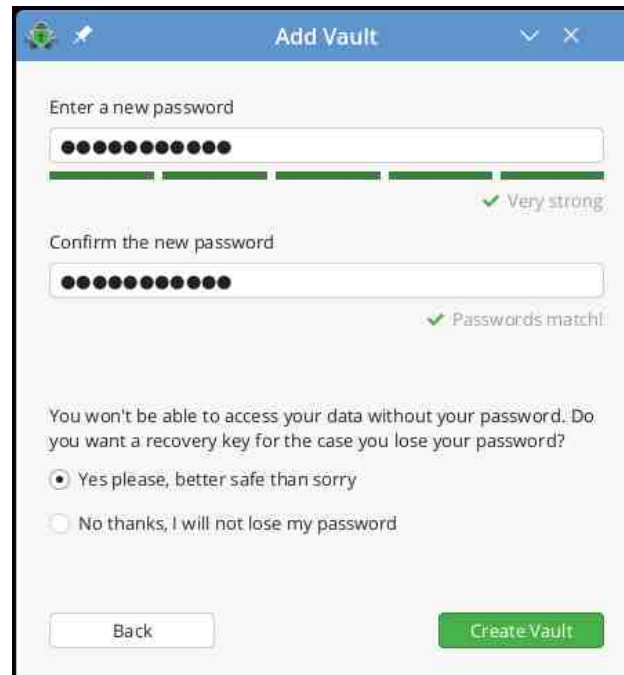 Add Vault
Enter a new password
●●●●●●●●●●●
Very strong
Confirm the new password
●●●●●●●●●●●
Passwords match!
You won't be able to access your data without your password. Do
you want a recovery key for the case you lose your password?
Yes please, better safe than sorry
No thanks, I will not lose my password
Back
Create Vault